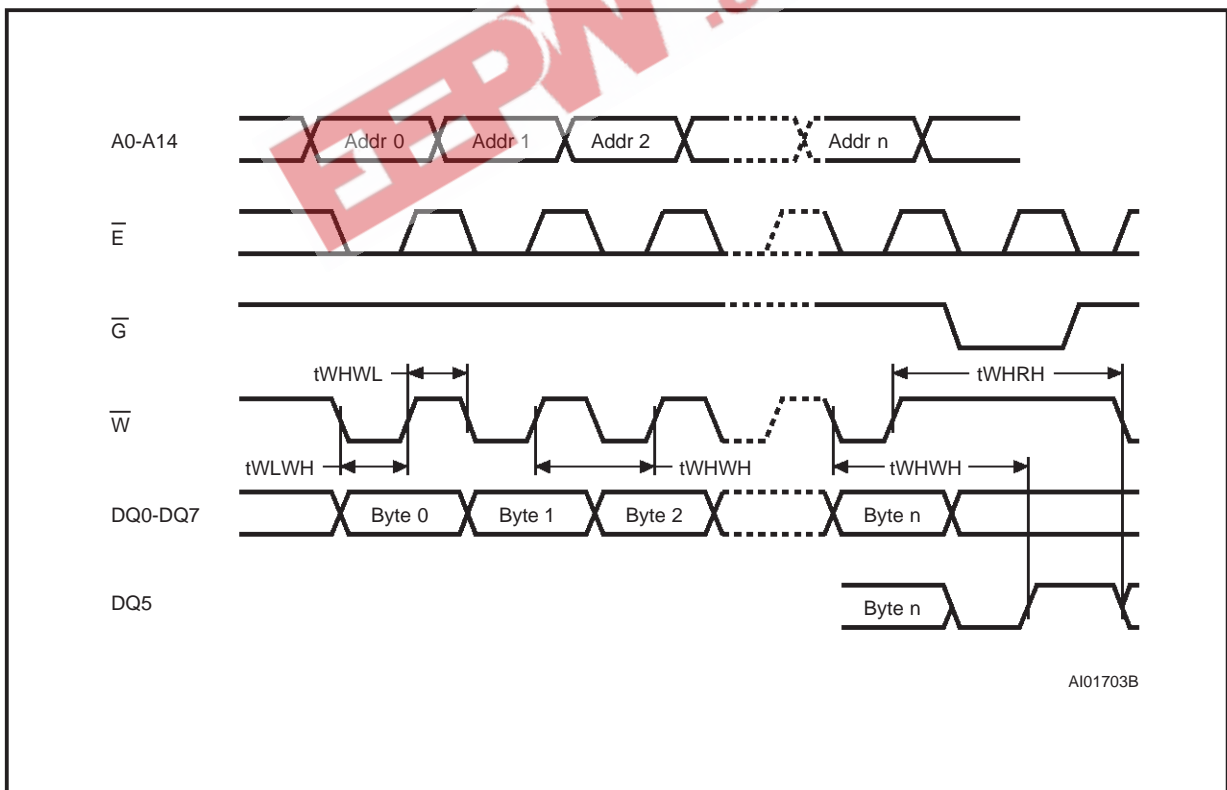 EEPW
A0-A14
Addr 0
Addr 1
Addr 2
Addr n
E
G
tWHWL
tWHRH
W
tWLWH
tWHWH
tWHWH
DQ0-DQ7
Byte 0
Byte 1
Byte 2
Byte n
DQ5
Byte n
AI01703B